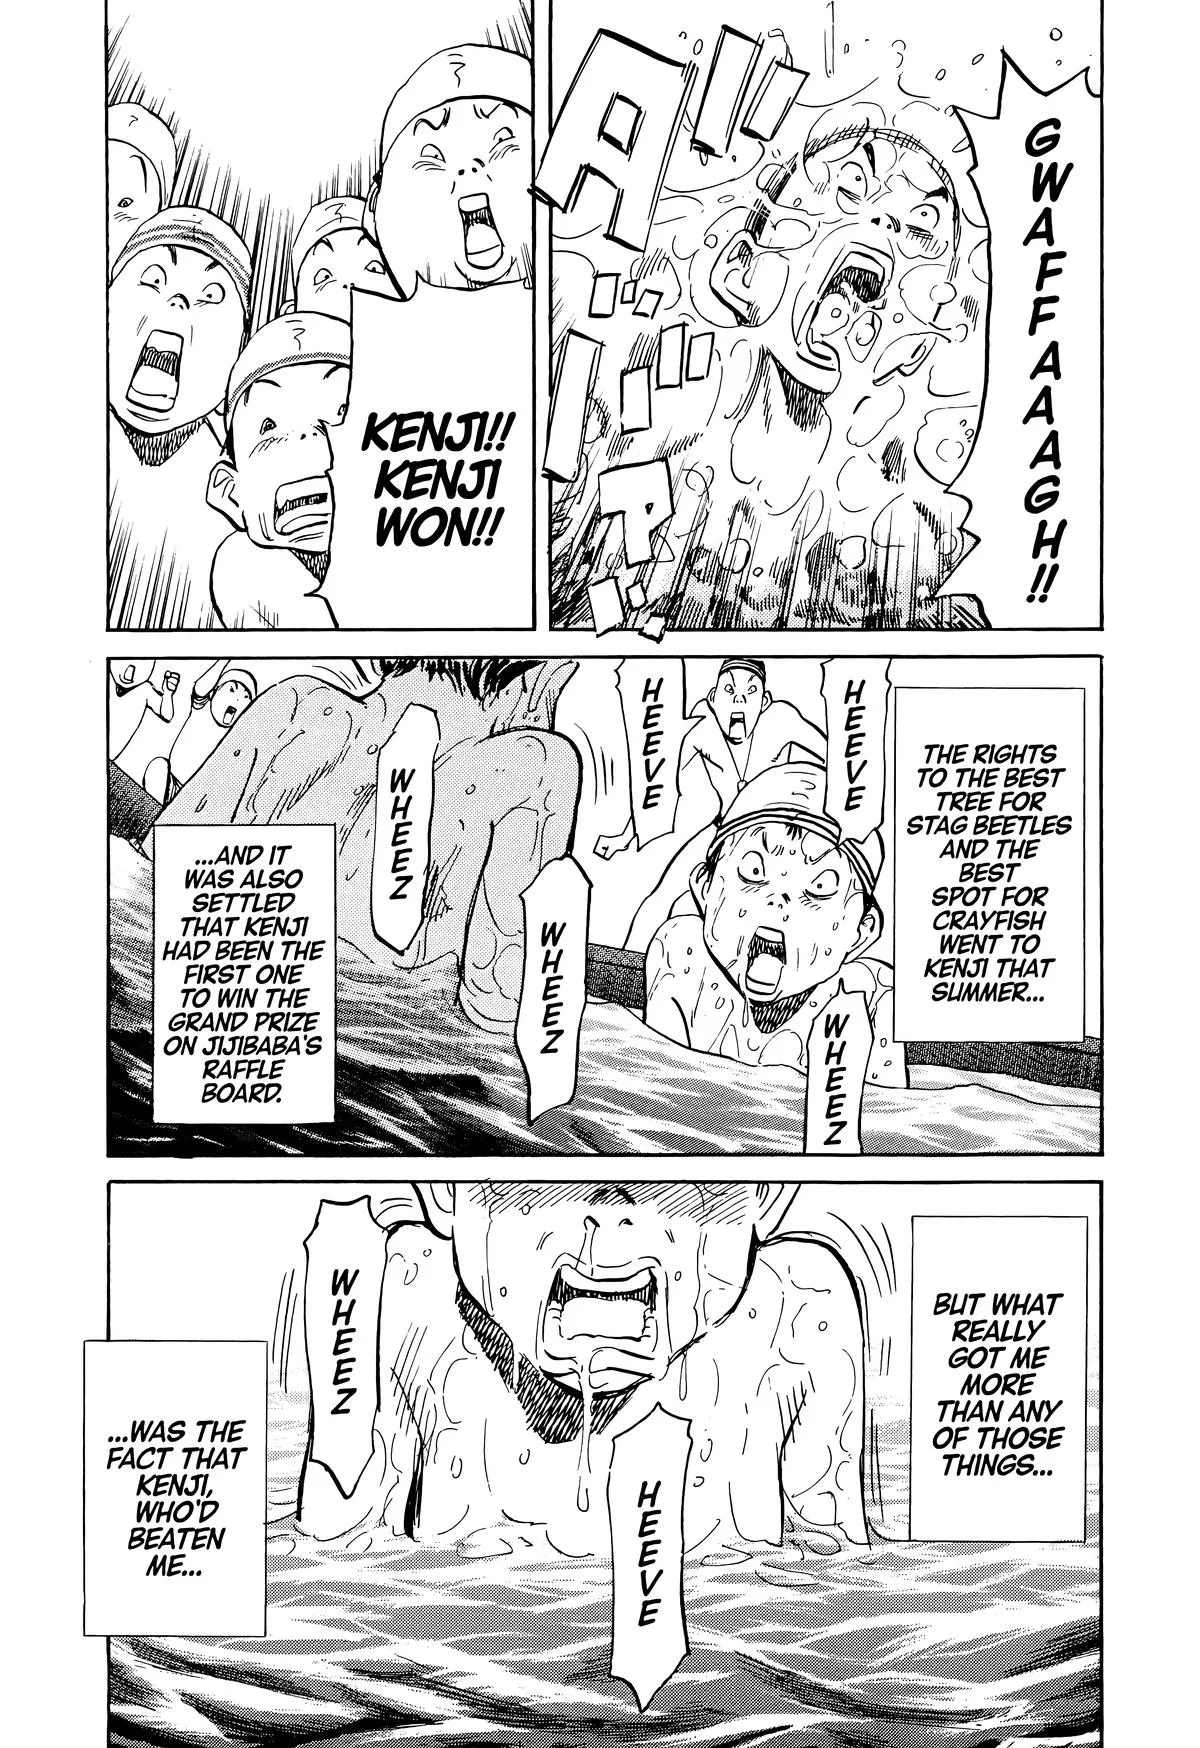 GWAFFAAAGH!!
KENJI!!
KENJI
WON!!
THE RIGHTS
TO THE BEST
TREE FOR
STAG BEETLES
AND THE
BEST
SPOT FOR
CRAYFISH
WENT TO
KENJI THAT
SUMMER...
HEEVE
HEEVE
WHEEZ
WHEEZ
WHEEZ
...AND IT
WAS ALSO
SETTLED
THAT KENJI
HAD BEEN THE
FIRST ONE
TO WIN THE
GRAND PRIZE
ON JIJIBABA'S
RAFFLE
BOARD.
BUT WHAT
REALLY
GOT ME
MORE
THAN ANY
OF THOSE
THINGS...
HEEVE
WHEEZ
...WAS THE
FACT THAT
KENJI,
WHO'D
BEATEN
ME...